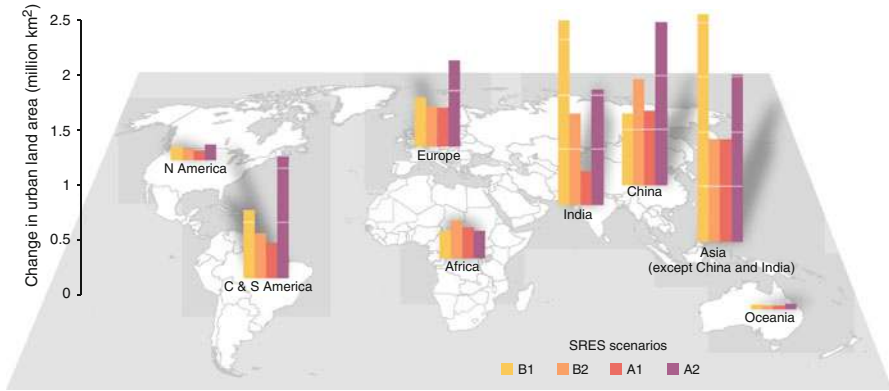 Change in urban land area (million km²)
2.5
2
1.5
1
0.5
0
N America
Europe
C & S America
Africa
India
China
Asia
(except China and India)
Oceania
SRES scenarios
B1 B2 A1 A2